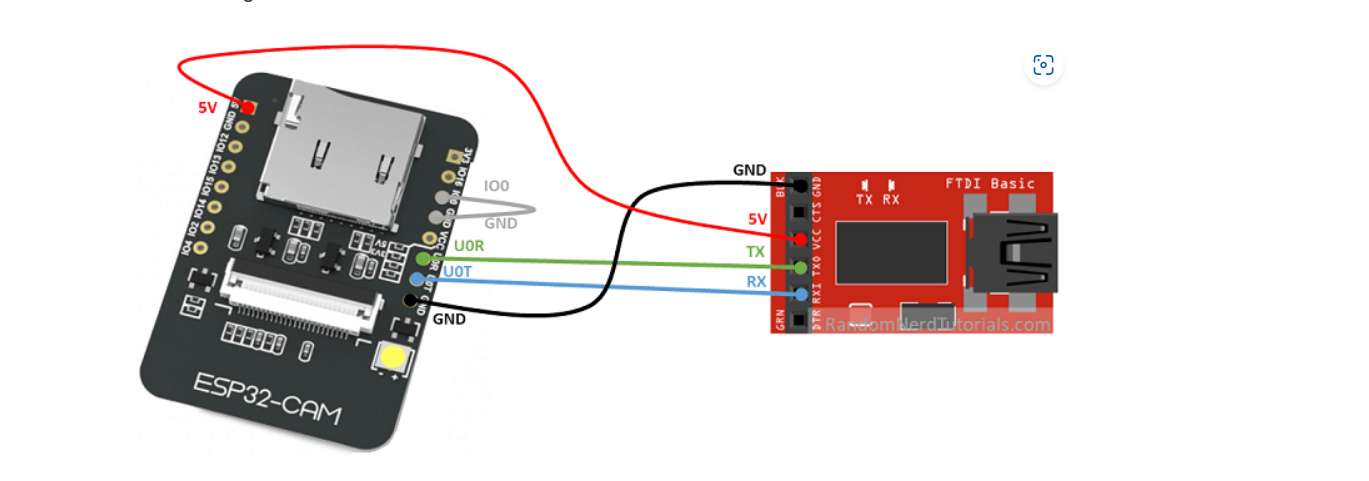 5V
5V
GND
IO12
IO13
IO15
IO14
IO2
IO4
3V3
IO16
IO0
GND
VCC
U0R
U0T
GND
IO0
GND
U0R
U0T
GND
ESP32-CAM
- +
GND
5V
TX
RX
BLK
GRN
GND
CTS
VCC
TXO
RXI
DTR
TX RX
FTDI Basic
RandomNerdTutorials.com